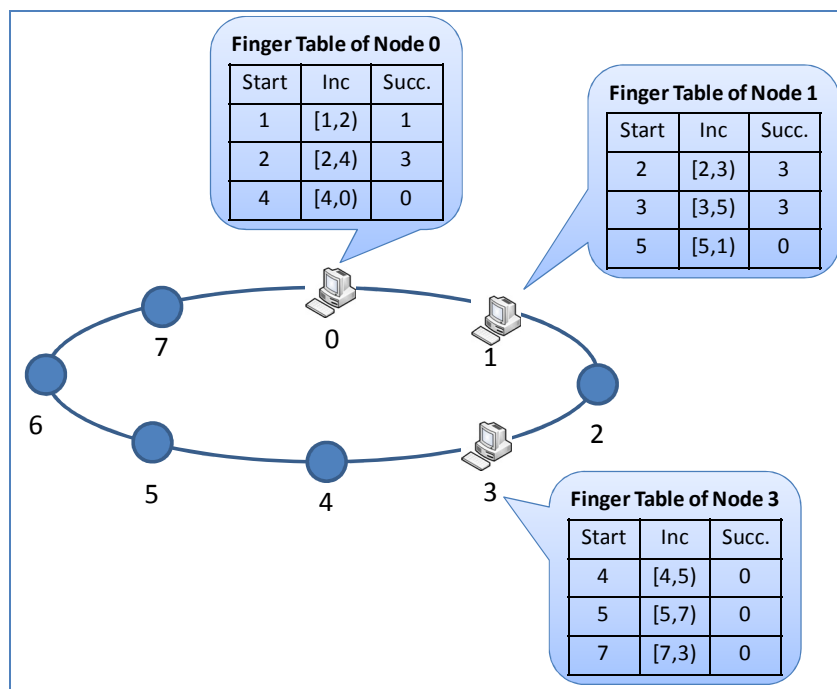 Finger Table of Node 0
Start Inc Succ.
1 [1,2) 1
2 [2,4) 3
4 [4,0) 0
Finger Table of Node 1
Start Inc Succ.
2 [2,3) 3
3 [3,5) 3
5 [5,1) 0
7
0
1
6
2
5
4
3
Finger Table of Node 3
Start Inc Succ.
4 [4,5) 0
5 [5,7) 0
7 [7,3) 0